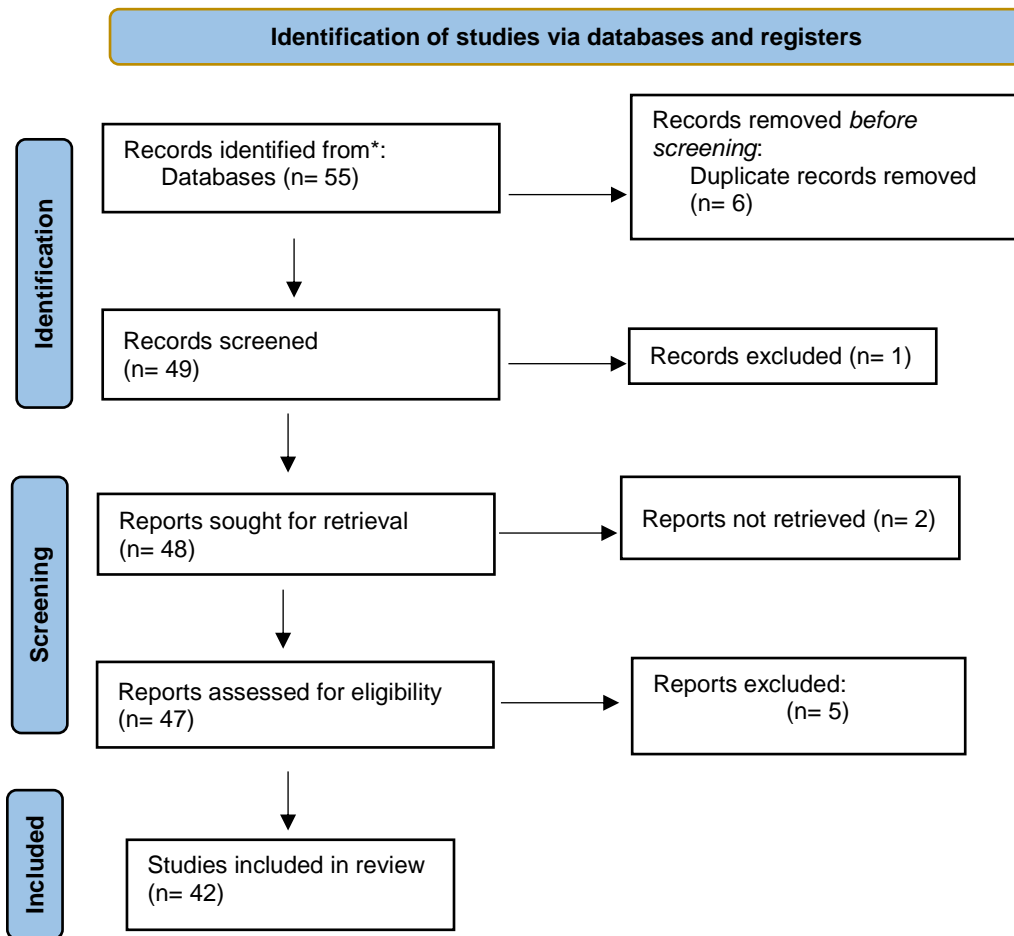 Identification of studies via databases and registers
Identification
Records identified from*:
Databases (n= 55)
Records removed before
screening:
Duplicate records removed
(n= 6)
Records screened
(n= 49)
Records excluded (n= 1)
Screening
Reports sought for retrieval
(n= 48)
Reports not retrieved (n= 2)
Reports assessed for eligibility
(n= 47)
Reports excluded:
(n= 5)
Included
Studies included in review
(n= 42)